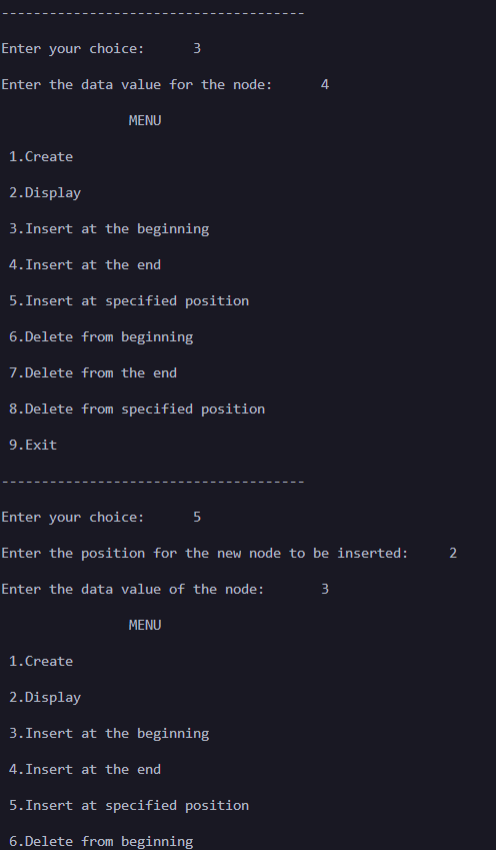 --------------------------------------
Enter your choice:      3
Enter the data value for the node:      4
                MENU
 1.Create
 2.Display
 3.Insert at the beginning
 4.Insert at the end
 5.Insert at specified position
 6.Delete from beginning
 7.Delete from the end
 8.Delete from specified position
 9.Exit
--------------------------------------
Enter your choice:      5
Enter the position for the new node to be inserted:     2
Enter the data value of the node:       3
                MENU
 1.Create
 2.Display
 3.Insert at the beginning
 4.Insert at the end
 5.Insert at specified position
 6.Delete from beginning